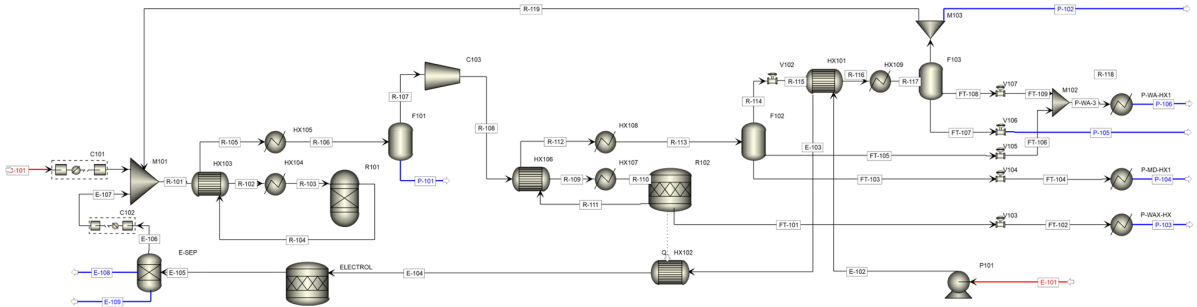 R-119
M103
P-102
C103
V102
HX101
R-116
HX109
F103
R-115
R-117
R-118
V107
M102
P-WA-HX1
FT-108
FT-109
P-WA-3
P-106
R-107
R-114
R-105
HX105
R-106
F101
R-108
R-112
HX108
R-113
F102
V106
FT-107
P-105
FT-106
C101
M101
HX103
HX104
R101
E-103
V105
FT-105
-101
R-101
R-102
R-103
P-101
HX106
HX107
R102
R-109
R-110
V104
P-MD-HX1
FT-103
FT-104
P-104
E-107
R-111
C102
V103
P-WAX-HX
FT-101
FT-102
P-103
R-104
E-106
E-SEP
ELECTROL
Q
HX102
P101
E-108
E-105
E-104
E-102
E-101
E-109